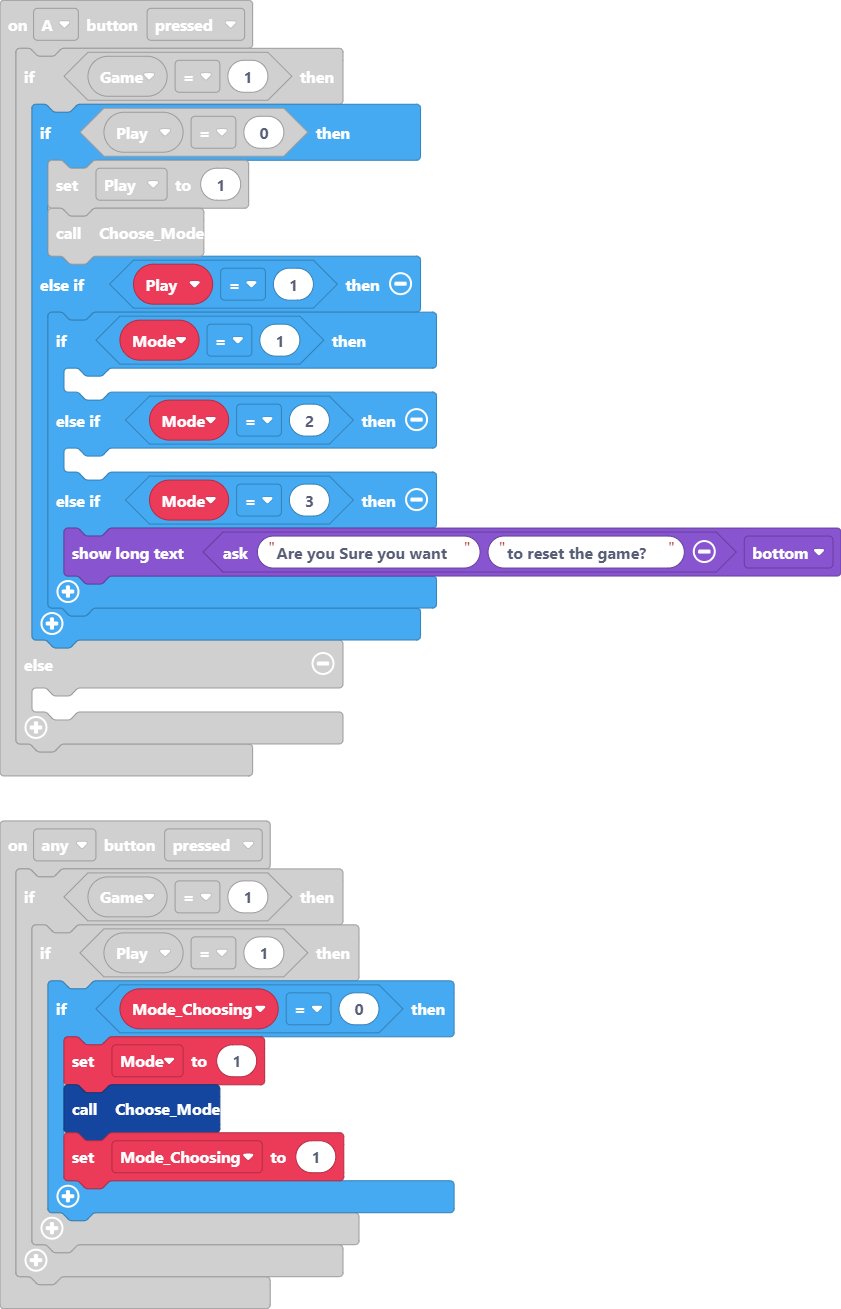 on A button pressed
if Game = 1 then
if Play = 0 then
set Play to 1
call Choose_Mode
else if Play = 1 then
if Mode = 1 then
else if Mode = 2 then
else if Mode = 3 then
show long text ask "Are you Sure you want " "to reset the game? " bottom
else
on any button pressed
if Game = 1 then
if Play = 1 then
if Mode_Choosing = 0 then
set Mode to 1
call Choose_Mode
set Mode_Choosing to 1